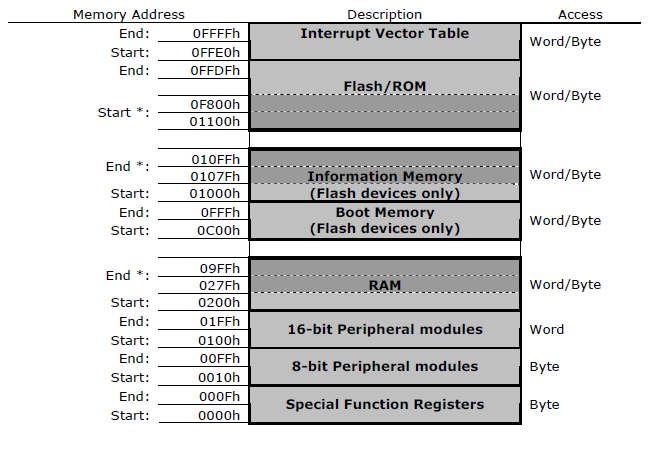 Memory Address Description Access
End: 0FFFFh Interrupt Vector Table Word/Byte
Start: 0FFE0h
End: 0FFDFh Flash/ROM Word/Byte
Start *: 0F800h
01100h
End *: 010FFh Information Memory Word/Byte
0107Fh (Flash devices only)
Start: 01000h
End: 0FFFh Boot Memory Word/Byte
Start: 0C00h (Flash devices only)
End *: 09FFh RAM Word/Byte
027Fh
Start: 0200h
End: 01FFh 16-bit Peripheral modules Word
Start: 0100h
End: 00FFh 8-bit Peripheral modules Byte
Start: 0010h
End: 000Fh Special Function Registers Byte
Start: 0000h